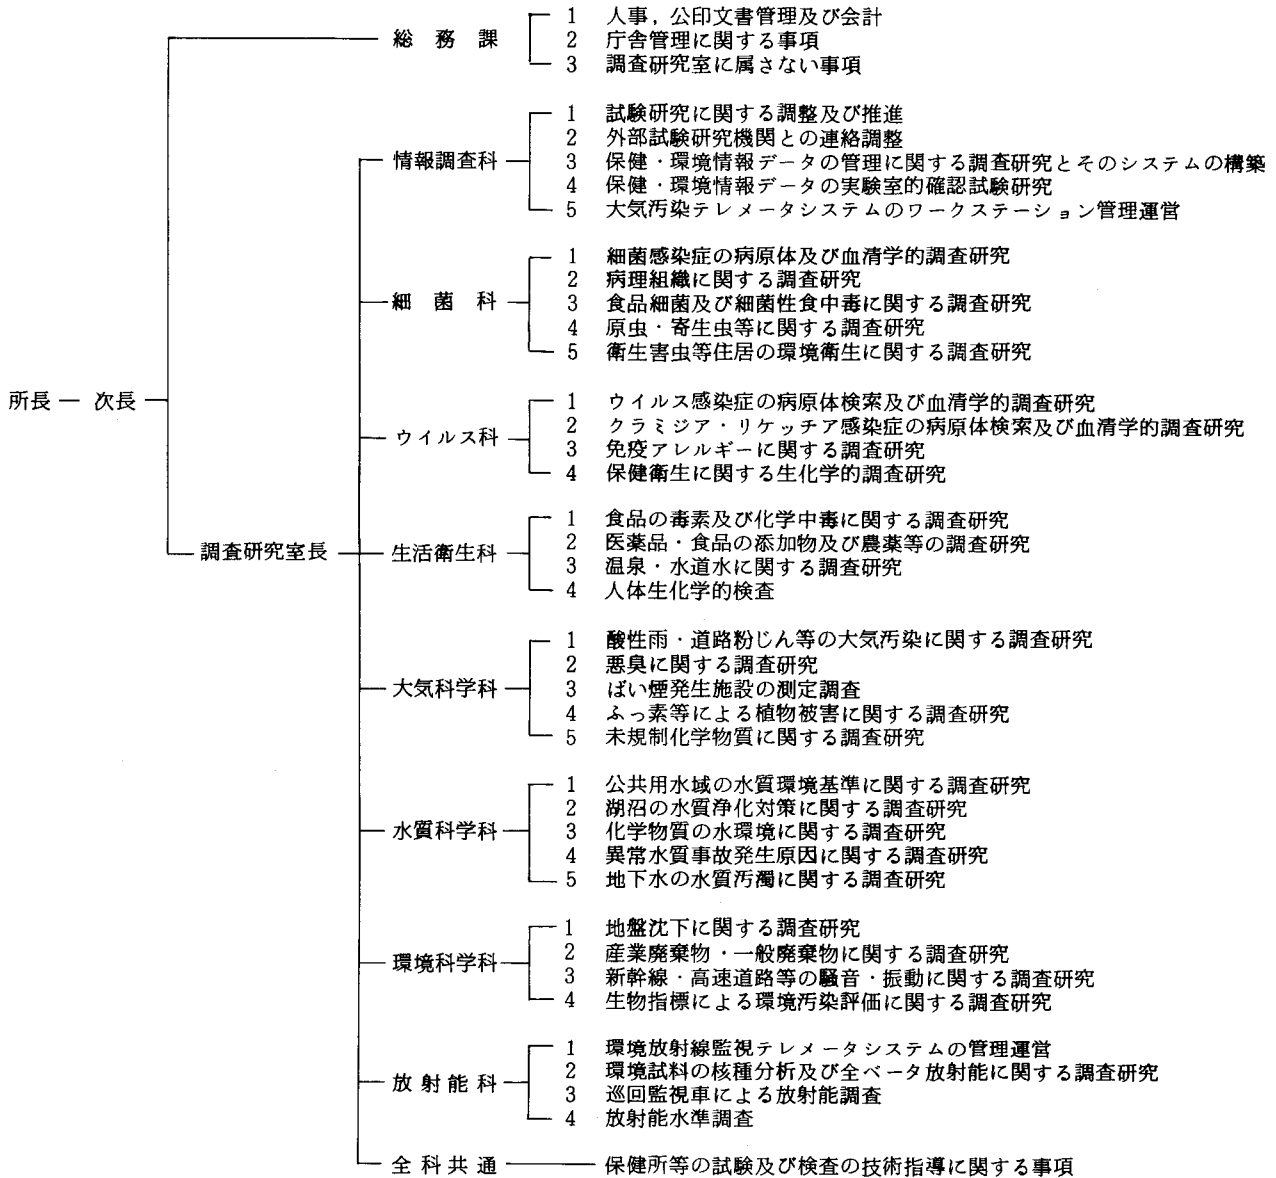 所長 ― 次長
総務課
1 人事，公印文書管理及び会計
2 庁舎管理に関する事項
3 調査研究室に属さない事項
調査研究室長
情報調査科
1 試験研究に関する調整及び推進
2 外部試験研究機関との連絡調整
3 保健・環境情報データの管理に関する調査研究とそのシステムの構築
4 保健・環境情報データの実験室的確認試験研究
5 大気汚染テレメータシステムのワークステーション管理運営
細菌科
1 細菌感染症の病原体及び血清学的調査研究
2 病理組織に関する調査研究
3 食品細菌及び細菌性食中毒に関する調査研究
4 原虫・寄生虫等に関する調査研究
5 衛生害虫等住居の環境衛生に関する調査研究
ウイルス科
1 ウイルス感染症の病原体検索及び血清学的調査研究
2 クラミジア・リケッチア感染症の病原体検索及び血清学的調査研究
3 免疫アレルギーに関する調査研究
4 保健衛生に関する生化学的調査研究
生活衛生科
1 食品の毒素及び化学中毒に関する調査研究
2 医薬品・食品の添加物及び農薬等の調査研究
3 温泉・水道水に関する調査研究
4 人体生化学的検査
大気科学科
1 酸性雨・道路粉じん等の大気汚染に関する調査研究
2 悪臭に関する調査研究
3 ばい煙発生施設の測定調査
4 ふっ素等による植物被害に関する調査研究
5 未規制化学物質に関する調査研究
水質科学科
1 公共用水域の水質環境基準に関する調査研究
2 湖沼の水質浄化対策に関する調査研究
3 化学物質の水環境に関する調査研究
4 異常水質事故発生原因に関する調査研究
5 地下水の水質汚濁に関する調査研究
環境科学科
1 地盤沈下に関する調査研究
2 産業廃棄物・一般廃棄物に関する調査研究
3 新幹線・高速道路等の騒音・振動に関する調査研究
4 生物指標による環境汚染評価に関する調査研究
放射能科
1 環境放射線監視テレメータシステムの管理運営
2 環境試料の核種分析及び全ベータ放射能に関する調査研究
3 巡回監視車による放射能調査
4 放射能水準調査
全科共通
保健所等の試験及び検査の技術指導に関する事項